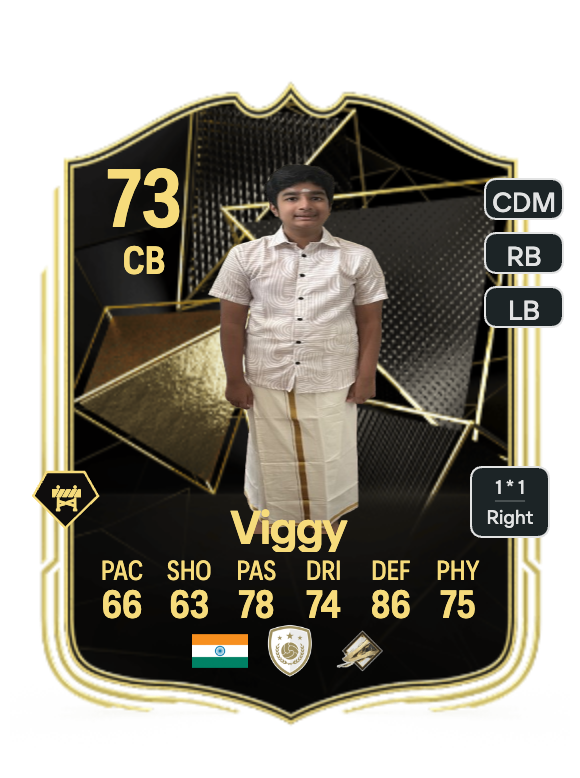 73
CB
CDM
RB
LB
1*1
Right
Viggy
PAC SHO PAS DRI DEF PHY
66 63 78 74 86 75